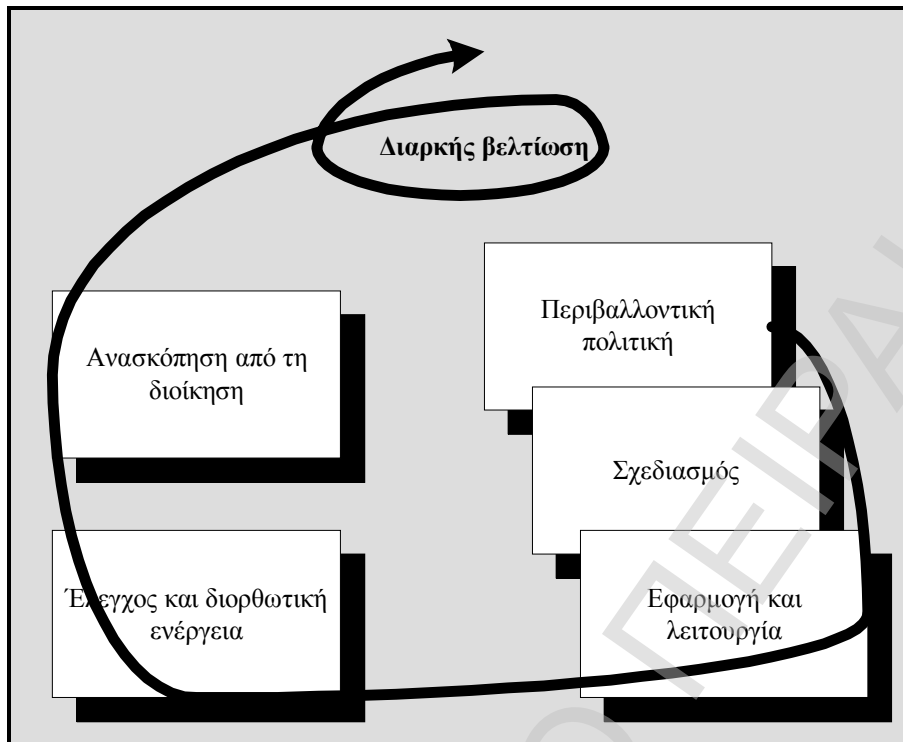 Διαρκής βελτίωση
Περιβαλλοντική
πολιτική
Ανασκόπηση από τη
διοίκηση
Σχεδιασμός
Έλεγχος και διορθωτική
ενέργεια
Εφαρμογή και
λειτουργία